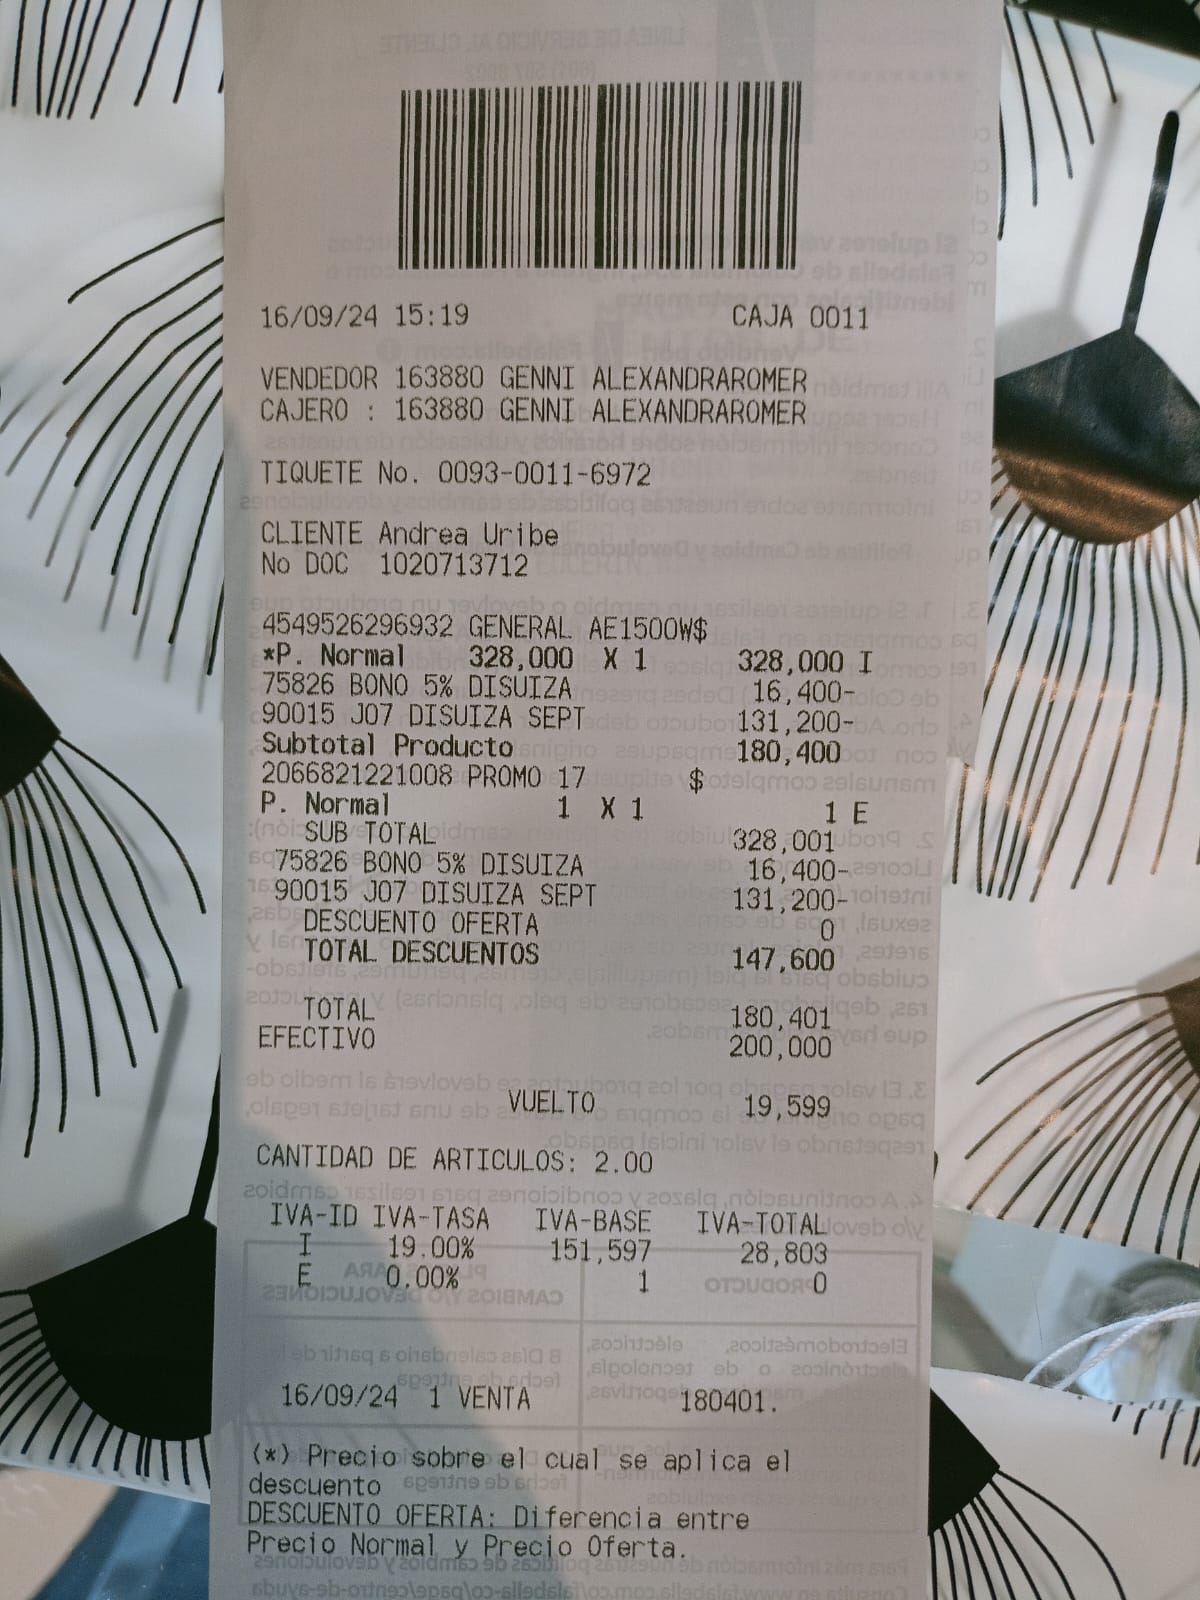 16/09/24 15:19 CAJA 0011
VENDEDOR 163880 GENNI ALEXANDRAROMER
CAJERO : 163880 GENNI ALEXANDRAROMER
TIQUETE No. 0093-0011-6972
CLIENTE Andrea Uribe
No DOC 1020713712
4549526296932 GENERAL AE1500W$
*P. Normal 328,000 X 1 328,000 I
75826 BONO 5% DISUIZA 16,400-
90015 J07 DISUIZA SEPT 131,200-
Subtotal Producto 180,400
2066821221008 PROMO 17 $
P. Normal 1 X 1 1 E
SUB TOTAL 328,001
75826 BONO 5% DISUIZA 16,400-
90015 J07 DISUIZA SEPT 131,200-
DESCUENTO OFERTA 0
TOTAL DESCUENTOS 147,600
TOTAL 180,401
EFECTIVO 200,000
VUELTO 19,599
CANTIDAD DE ARTICULOS: 2.00
IVA-ID IVA-TASA IVA-BASE IVA-TOTAL
I 19.00% 151,597 28,803
E 0.00% 1 0
16/09/24 1 VENTA 180401.
(*) Precio sobre el cual se aplica el
descuento
DESCUENTO OFERTA: Diferencia entre
Precio Normal y Precio Oferta.